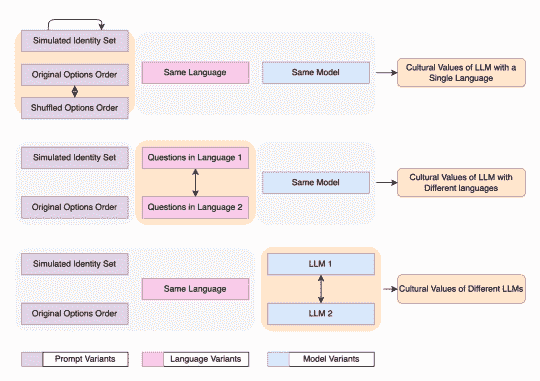 Simulated Identity Set
Original Options Order
Shuffled Options Order
Same Language
Same Model
Cultural Values of LLM with a
Single Language
Simulated Identity Set
Original Options Order
Questions in Language 1
Questions in Language 2
Same Model
Cultural Values of LLM with
Different languages
Simulated Identity Set
Original Options Order
Same Language
LLM 1
LLM 2
Cultural Values of Different LLMs
Prompt Variants
Language Variants
Model Variants